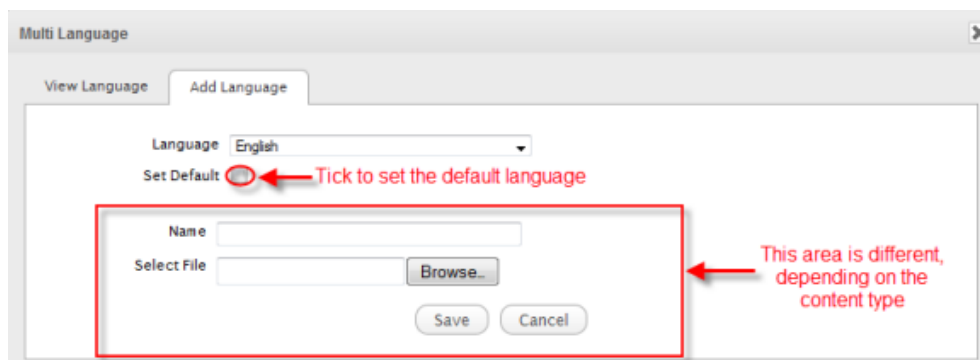 Multi Language
View Language Add Language
Language English
Set Default Tick to set the default language
Name
Select File Browse...
This area is different,
depending on the
content type
Save Cancel